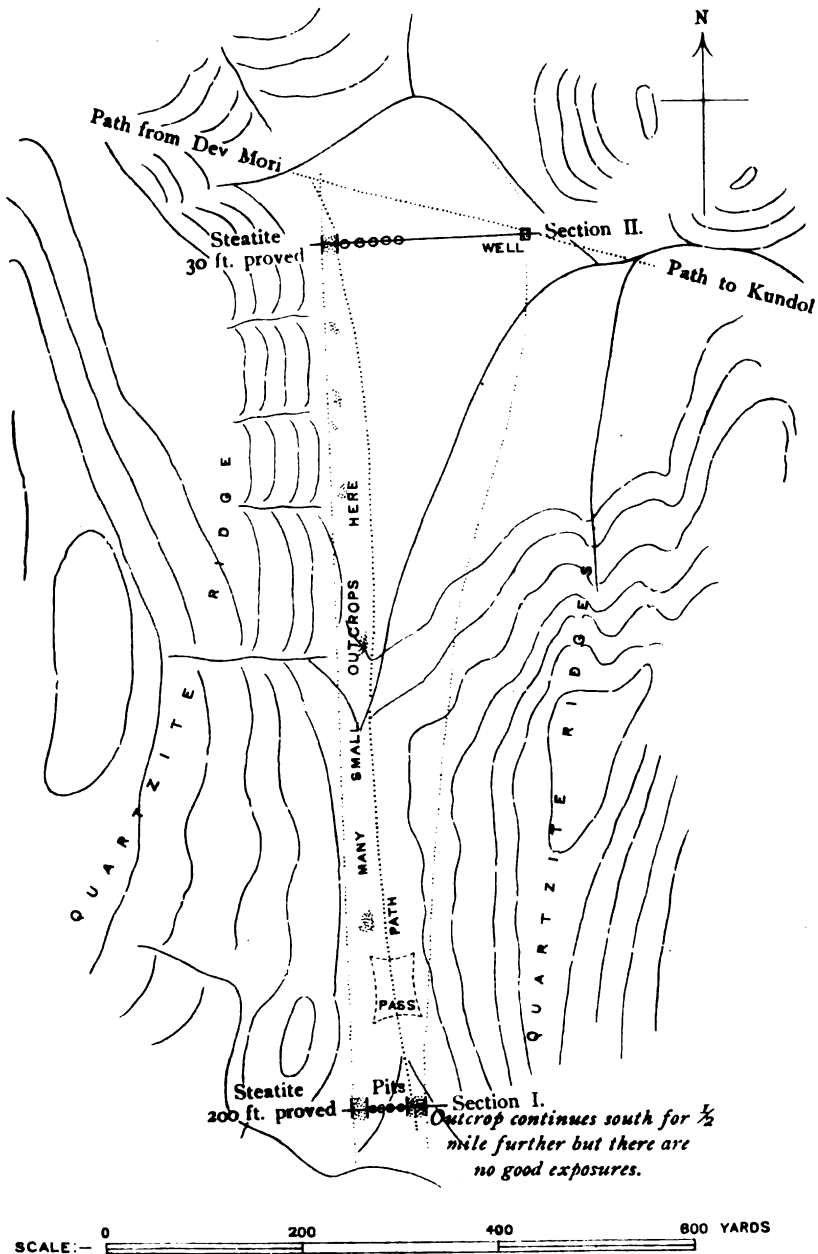 N
Path from Dev Mori
Steatite
30 ft. proved
Section II.
WELL
Path to Kundol
QUARTZITE RIDGE
MANY SMALL OUTCROPS HERE
QUARTZITE RIDGES
PATH
PASS
Steatite
200 ft. proved
Pits
Section I.
Outcrop continues south for ½
mile further but there are
no good exposures.
SCALE:— 0 200 400 600 YARDS